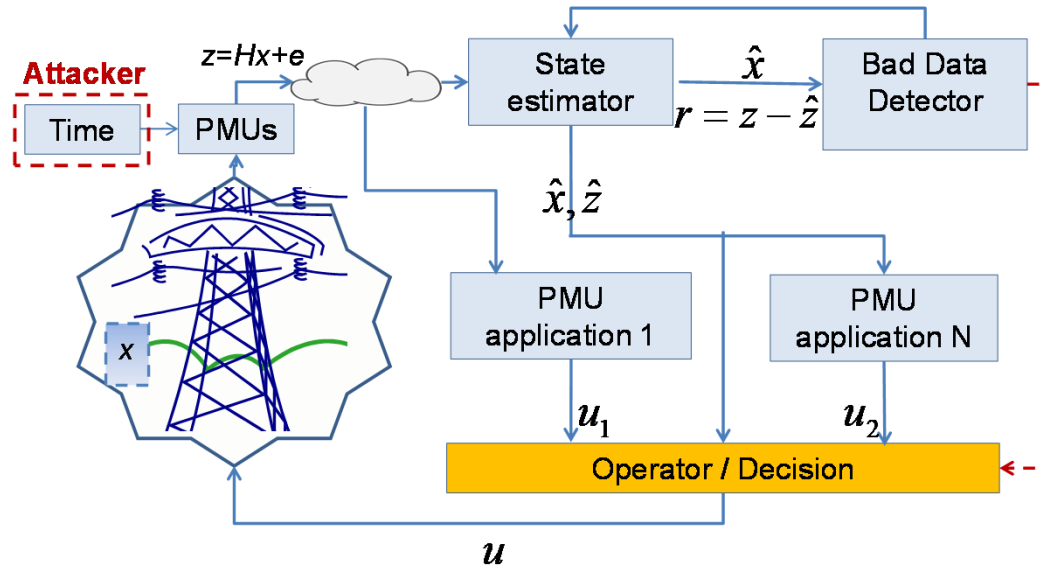 Attacker
Time
z=Hx+e
PMUs
State
estimator
x̂
r = z − ẑ
Bad Data
Detector
x̂, ẑ
x
PMU
application 1
PMU
application N
u₁
u₂
Operator / Decision
u